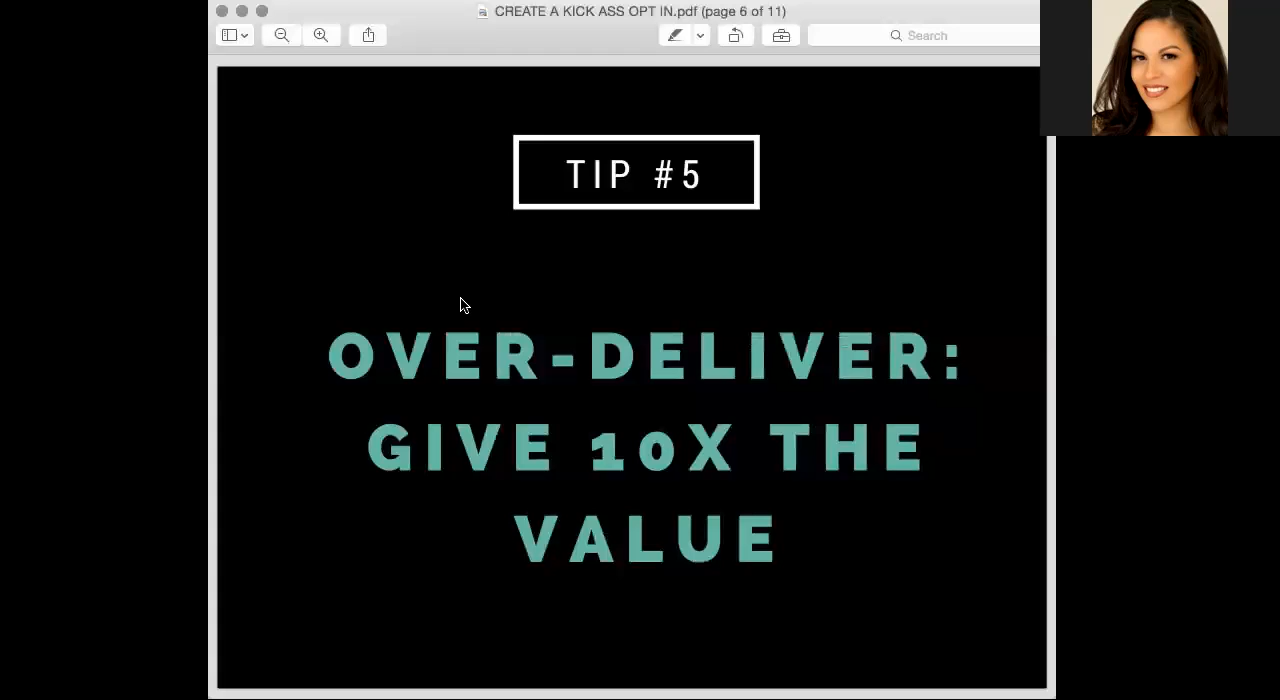 CREATE A KICK ASS OPT IN.pdf (page 6 of 11)
Search
TIP #5
OVER-DELIVER:
GIVE 10X THE
VALUE